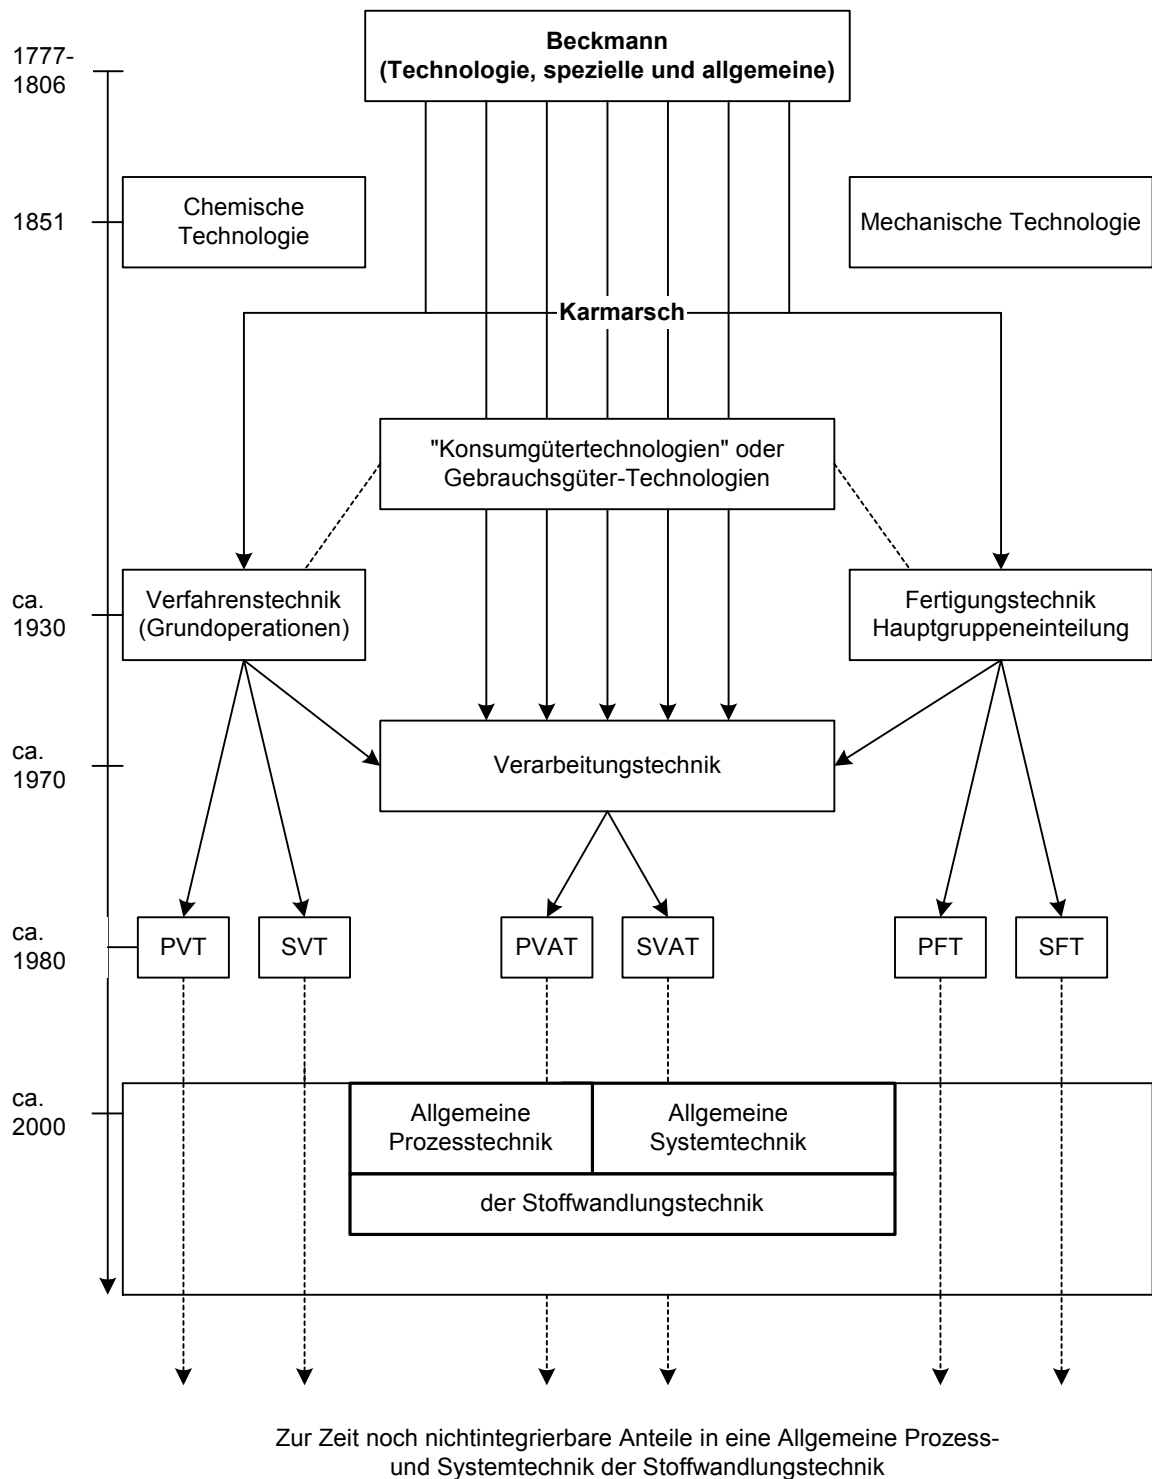 Beckmann
(Technologie, spezielle und allgemeine)
1777-
1806
Chemische
Technologie
Mechanische Technologie
1851
Karmarsch
"Konsumgütertechnologien" oder
Gebrauchsgüter-Technologien
ca.
1930
Verfahrenstechnik
(Grundoperationen)
Fertigungstechnik
Hauptgruppeneinteilung
ca.
1970
Verarbeitungstechnik
ca.
1980
PVT
SVT
PVAT
SVAT
PFT
SFT
ca.
2000
Allgemeine
Prozesstechnik
Allgemeine
Systemtechnik
der Stoffwandlungstechnik
Zur Zeit noch nichtintegrierbare Anteile in eine Allgemeine Prozess-
und Systemtechnik der Stoffwandlungstechnik